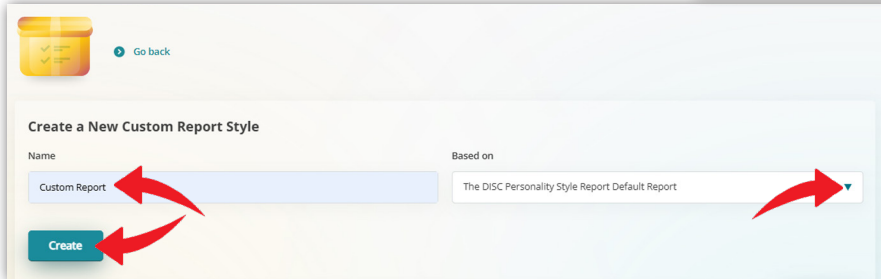 Go back
Create a New Custom Report Style
Name
Based on
Custom Report
The DISC Personality Style Report Default Report
Create